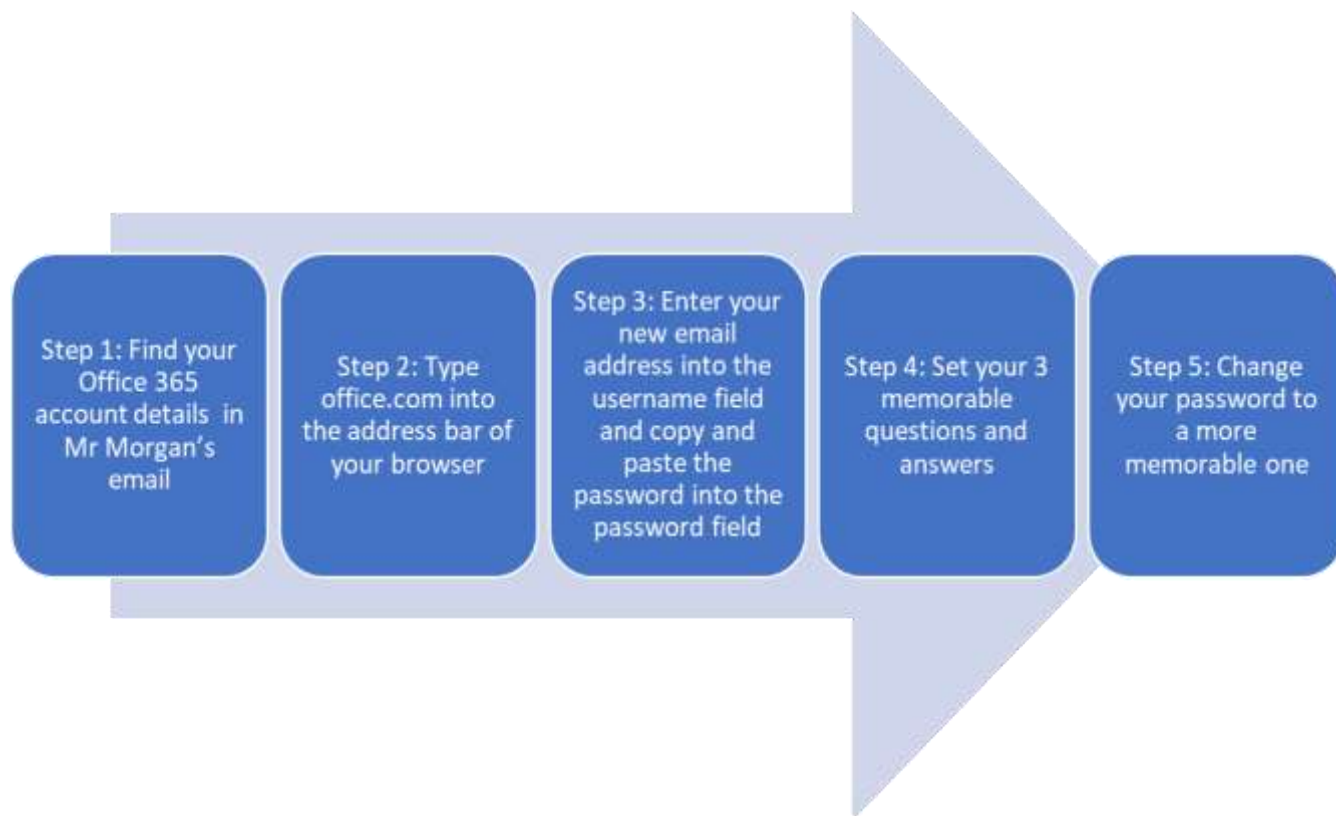 Step 1: Find your
Office 365
account details  in
Mr Morgan’s
email
Step 2: Type
office.com into
the address bar of
your browser
Step 3: Enter your
new email
address into the
username field
and copy and
paste the
password into the
password field
Step 4: Set your 3
memorable
questions and
answers
Step 5: Change
your password to
a more
memorable one